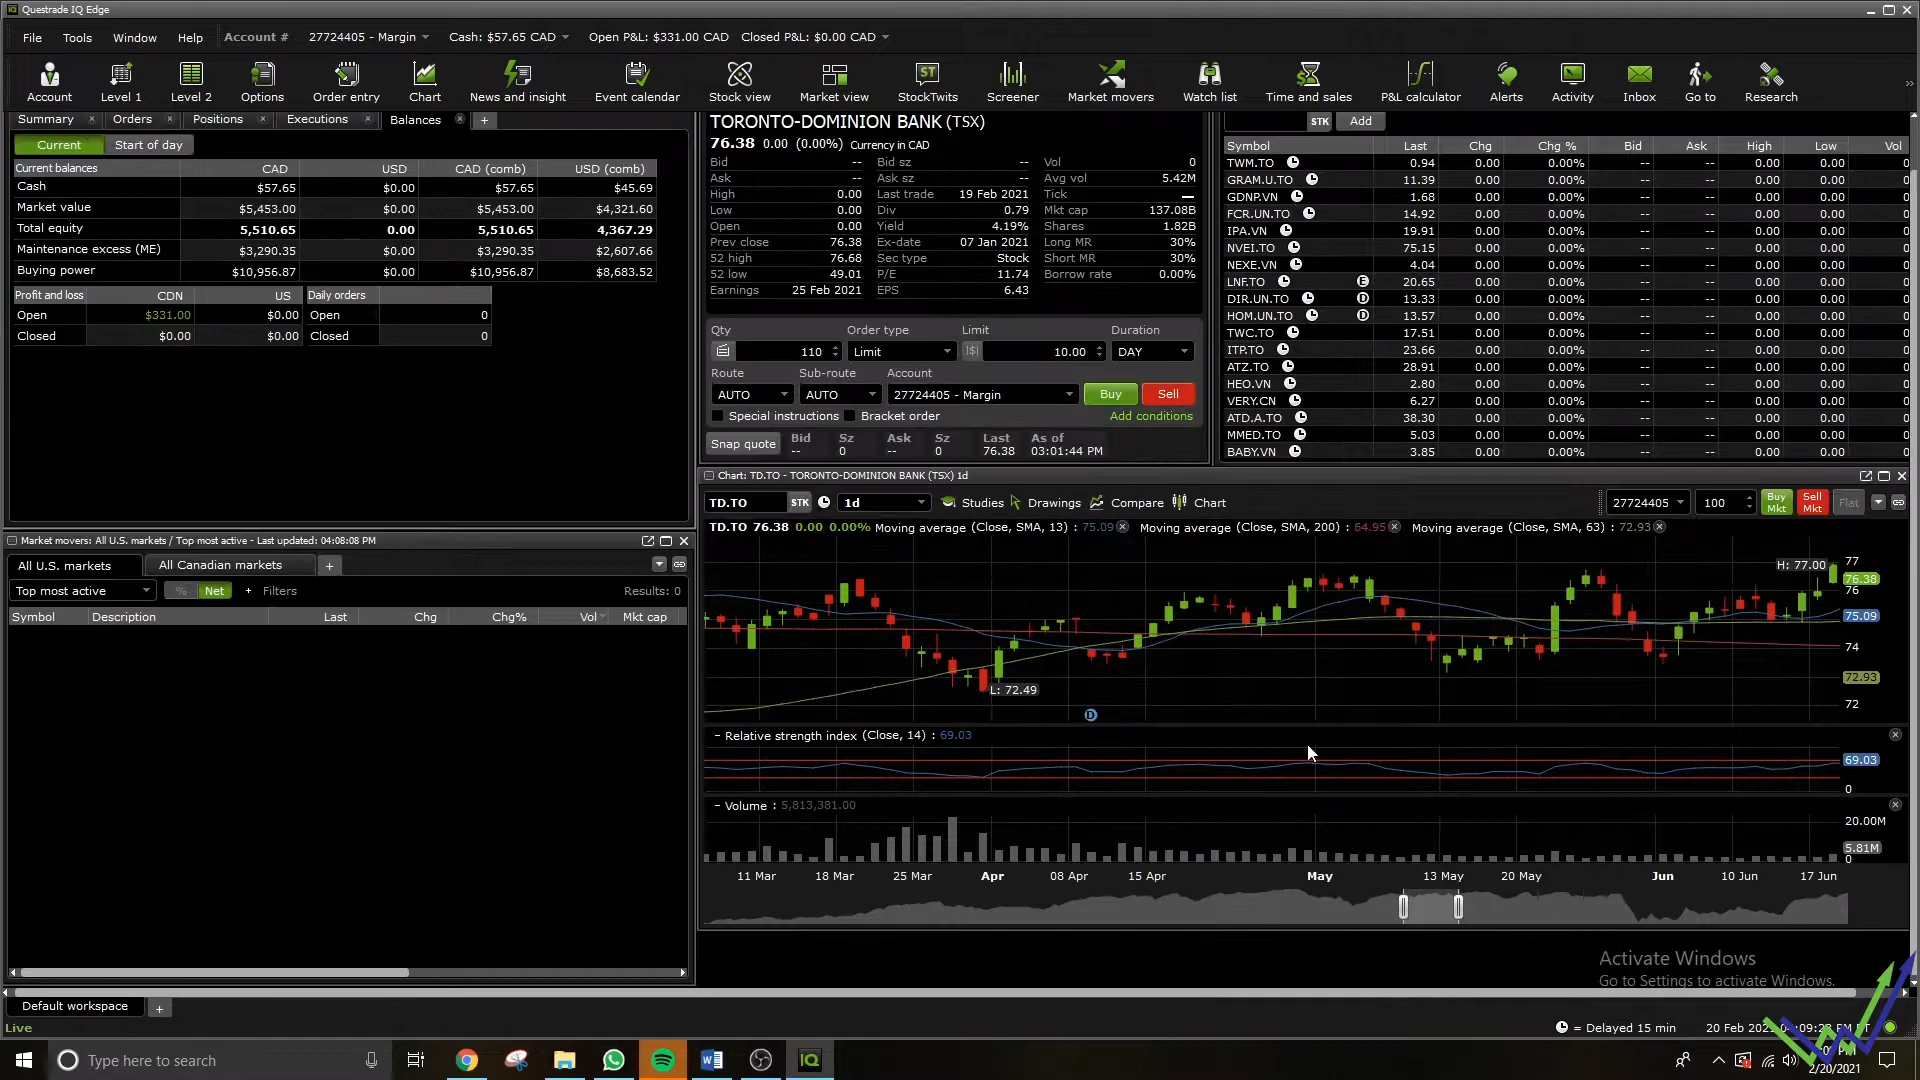 Questrade IQ Edge
File Tools Window Help Account # 27724405 - Margin Cash: $57.65 CAD Open P&L: $331.00 CAD Closed P&L: $0.00 CAD
Account Level 1 Level 2 Options Order entry Chart News and insight Event calendar Stock view Market view StockTwits Screener Market movers Watch list Time and sales P&L calculator Alerts Activity Inbox Go to Research
Summary Orders Positions Executions Balances +
Current Start of day
Current balances CAD USD CAD (comb) USD (comb)
Cash $57.65 $0.00 $57.65 $45.69
Market value $5,453.00 $0.00 $5,453.00 $4,321.60
Total equity 5,510.65 0.00 5,510.65 4,367.29
Maintenance excess (ME) $3,290.35 $0.00 $3,290.35 $2,607.66
Buying power $10,956.87 $0.00 $10,956.87 $8,683.52
Profit and loss CDN US Daily orders
Open $331.00 $0.00 Open 0
Closed $0.00 $0.00 Closed 0
TORONTO-DOMINION BANK (TSX)
76.38 0.00 (0.00%) Currency in CAD
Bid -- Bid sz -- Vol 0
Ask -- Ask sz -- Avg vol 5.42M
High 0.00 Last trade 19 Feb 2021 Tick —
Low 0.00 Div 0.79 Mkt cap 137.08B
Open 0.00 Yield 4.19% Shares 1.82B
Prev close 76.38 Ex-date 07 Jan 2021 Long MR 30%
52 high 76.68 Sec type Stock Short MR 30%
52 low 49.01 P/E 11.74 Borrow rate 0.00%
Earnings 25 Feb 2021 EPS 6.43
Qty Order type Limit Duration
110 Limit |$| 10.00 DAY
Route Sub-route Account
AUTO AUTO 27724405 - Margin Buy Sell
Special instructions Bracket order Add conditions
Snap quote Bid Sz Ask Sz Last As of
-- 0 -- 0 76.38 03:01:44 PM
STK Add
Symbol Last Chg Chg % Bid Ask High Low Vol
TWM.TO 0.94 0.00 0.00% -- -- 0.00 0.00 0
GRAM.U.TO 11.39 0.00 0.00% -- -- 0.00 0.00 0
GDNP.VN 1.68 0.00 0.00% -- -- 0.00 0.00 0
FCR.UN.TO 14.92 0.00 0.00% -- -- 0.00 0.00 0
IPA.VN 19.91 0.00 0.00% -- -- 0.00 0.00 0
NVEI.TO 75.15 0.00 0.00% -- -- 0.00 0.00 0
NEXE.VN 4.04 0.00 0.00% -- -- 0.00 0.00 0
LNF.TO E 20.65 0.00 0.00% -- -- 0.00 0.00 0
DIR.UN.TO D 13.33 0.00 0.00% -- -- 0.00 0.00 0
HOM.UN.TO D 13.57 0.00 0.00% -- -- 0.00 0.00 0
TWC.TO 17.51 0.00 0.00% -- -- 0.00 0.00 0
ITP.TO 23.66 0.00 0.00% -- -- 0.00 0.00 0
ATZ.TO 28.91 0.00 0.00% -- -- 0.00 0.00 0
HEO.VN 2.80 0.00 0.00% -- -- 0.00 0.00 0
VERY.CN 6.27 0.00 0.00% -- -- 0.00 0.00 0
ATD.A.TO 38.30 0.00 0.00% -- -- 0.00 0.00 0
MMED.TO 5.03 0.00 0.00% -- -- 0.00 0.00 0
BABY.VN 3.85 0.00 0.00% -- -- 0.00 0.00 0
Market movers: All U.S. markets / Top most active - Last updated: 04:08:08 PM
All U.S. markets All Canadian markets +
Top most active % Net + Filters Results: 0
Symbol Description Last Chg Chg% Vol Mkt cap
Chart: TD.TO - TORONTO-DOMINION BANK (TSX) 1d
TD.TO STK 1d Studies Drawings Compare Chart 27724405 100 Buy Mkt Sell Mkt Flat
TD.TO 76.38 0.00 0.00% Moving average (Close, SMA, 13) : 75.09 Moving average (Close, SMA, 200) : 64.95 Moving average (Close, SMA, 63) : 72.93
H: 77.00 77
76.38
76
75.09
74
72.93
L: 72.49
72
D
- Relative strength index (Close, 14) : 69.03
69.03
0
- Volume : 5,813,381.00
20.00M
5.81M
0
11 Mar 18 Mar 25 Mar Apr 08 Apr 15 Apr May 13 May 20 May Jun 10 Jun 17 Jun
Activate Windows
Go to Settings to activate Windows.
Default workspace +
Live
= Delayed 15 min 20 Feb
Type here to search
IQ
2/20/2021